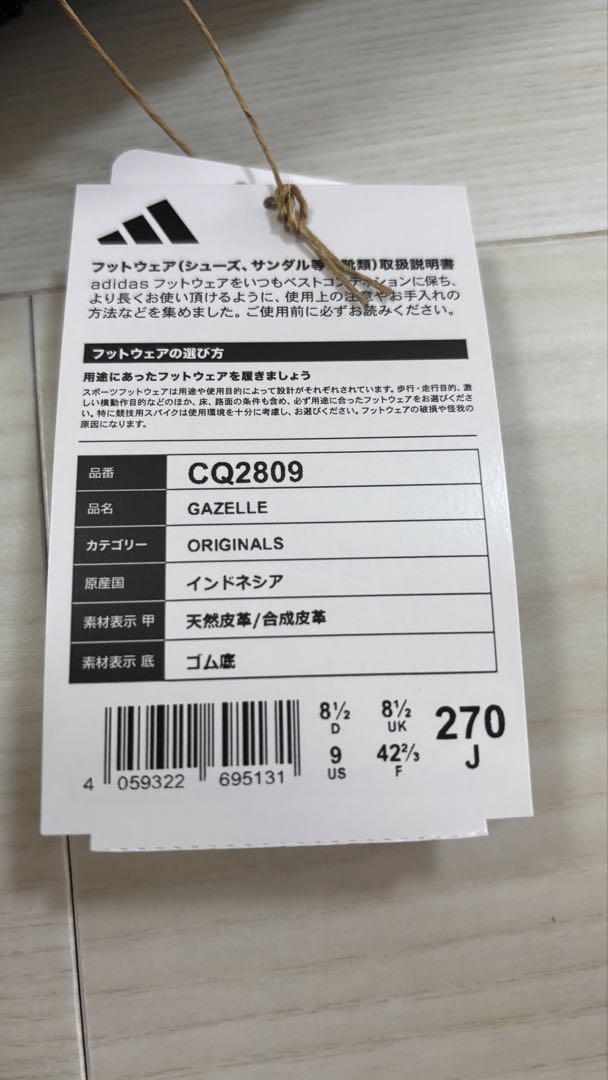 フットウェア(シューズ、サンダル等 靴類)取扱説明書
adidas フットウェアをいつもベストコンディションに保ち、
より長くお使い頂けるように、使用上の注意やお手入れの
方法などを集めました。ご使用前に必ずお読みください。
フットウェアの選び方
用途にあったフットウェアを履きましょう
スポーツフットウェアは用途や使用目的によって設計がそれぞれされています。歩行・走行目的、激
しい横動作目的などのほか、床、路面の条件も含め、必ず用途に合ったフットウェアをお選びくださ
い。特に競技用スパイクは使用環境を十分に考慮し、お選びください。フットウェアの破損や怪我の
原因になります。
品番 CQ2809
品名 GAZELLE
カテゴリー ORIGINALS
原産国 インドネシア
素材表示 甲 天然皮革/合成皮革
素材表示 底 ゴム底
8½ D 8½ UK 270 J
9 US 42⅔ F
4 059322 695131